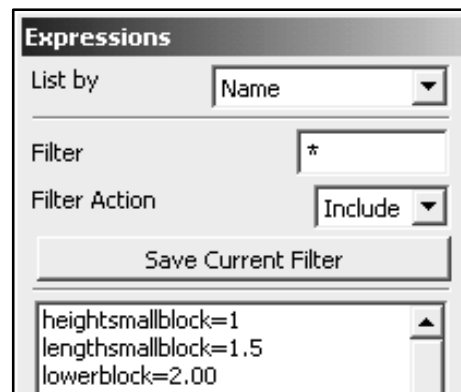 Expressions
List by Name
Filter *
Filter Action Include
Save Current Filter
heightsmallblock=1
lengthsmallblock=1.5
lowerblock=2.00